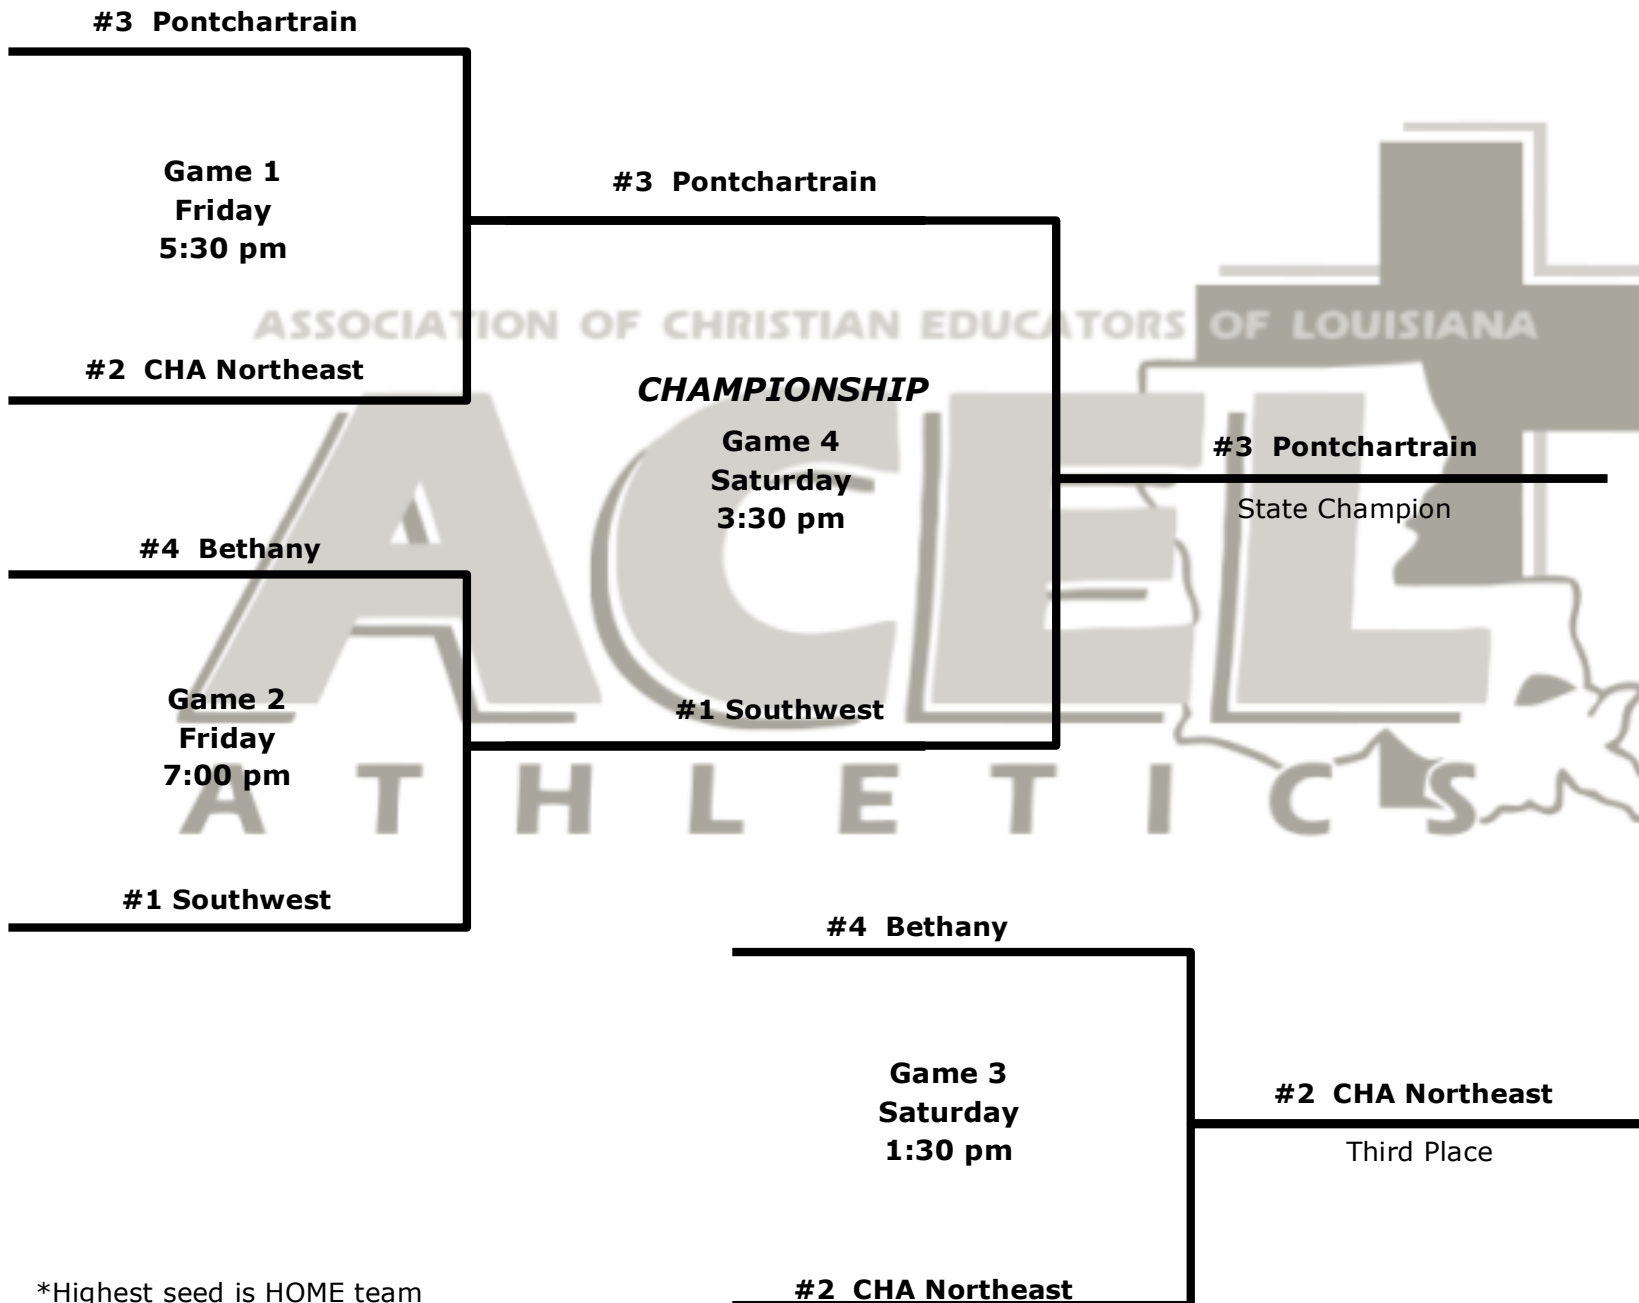 #3 Pontchartrain
Game 1
Friday
5:30 pm
#2 CHA Northeast
#3 Pontchartrain
ASSOCIATION OF CHRISTIAN EDUCATORS OF LOUISIANA
CHAMPIONSHIP
Game 4
Saturday
3:30 pm
#3 Pontchartrain
State Champion
ACEL
#4 Bethany
Game 2
Friday
7:00 pm
#1 Southwest
ATHLETICS
#1 Southwest
#4 Bethany
Game 3
Saturday
1:30 pm
#2 CHA Northeast
Third Place
#2 CHA Northeast
*Highest seed is HOME team